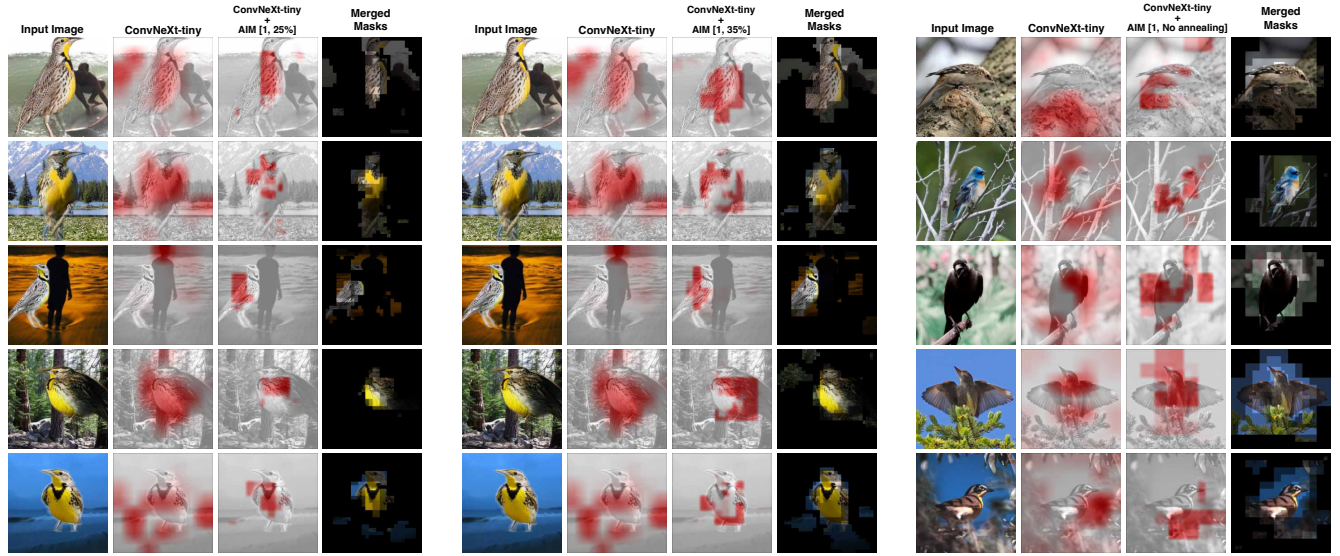 Input Image
ConvNeXt-tiny
ConvNeXt-tiny
+
AIM [1, 25%]
Merged
Masks
Input Image
ConvNeXt-tiny
ConvNeXt-tiny
+
AIM [1, 35%]
Merged
Masks
Input Image
ConvNeXt-tiny
ConvNeXt-tiny
+
AIM [1, No annealing]
Merged
Masks